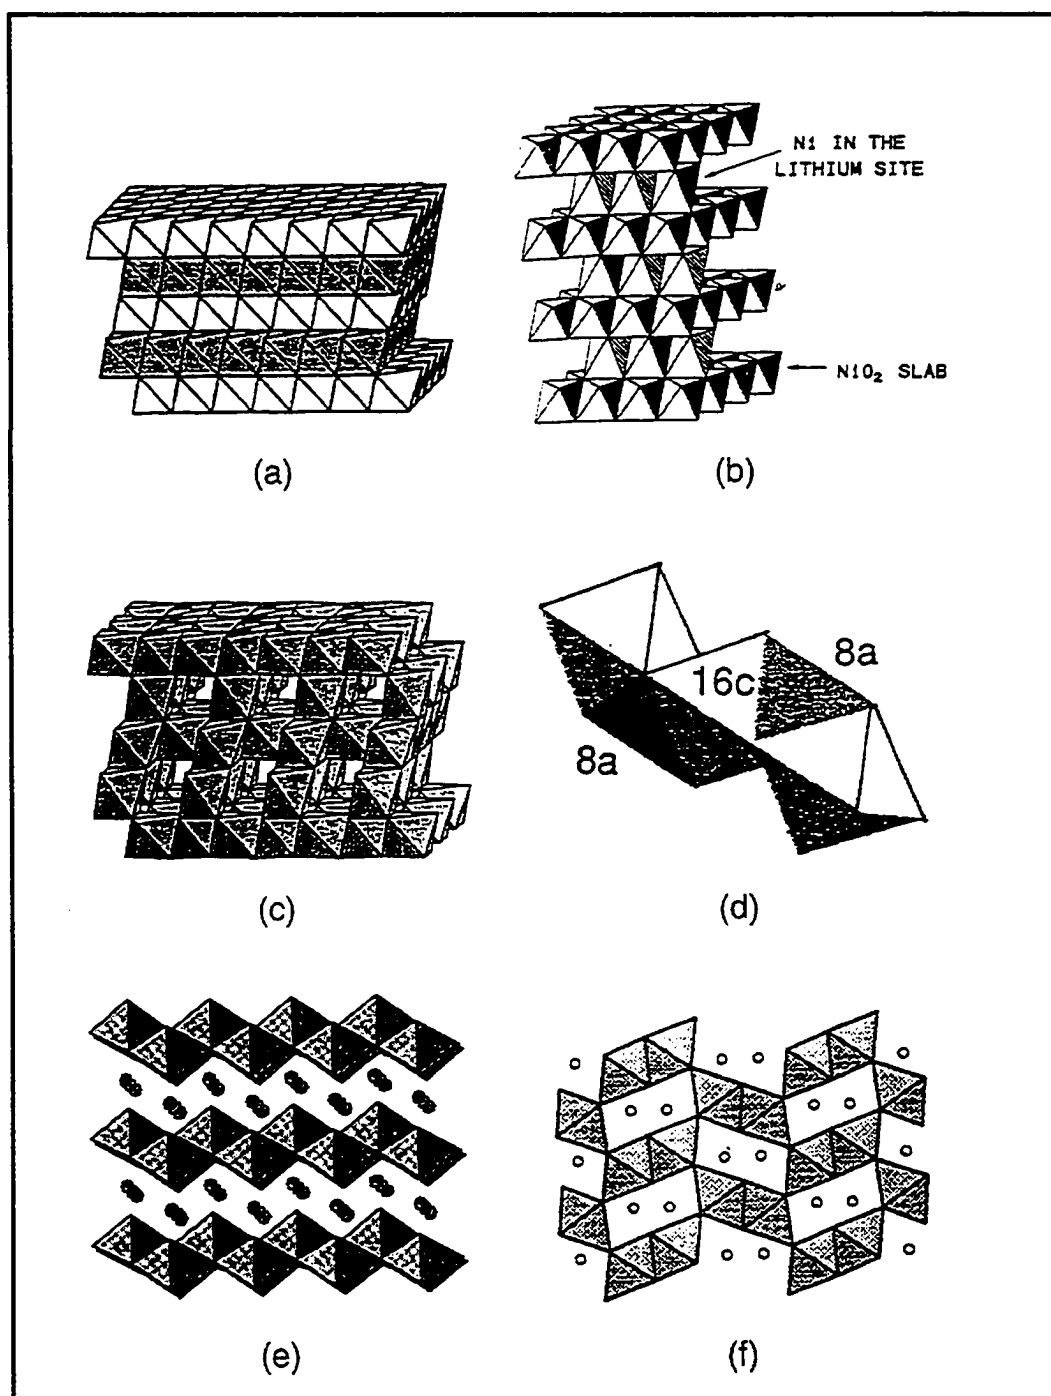 Ni IN THE
LITHIUM SITE
NiO₂ SLAB
(a)
(b)
8a
16c
8a
(c)
(d)
(e)
(f)